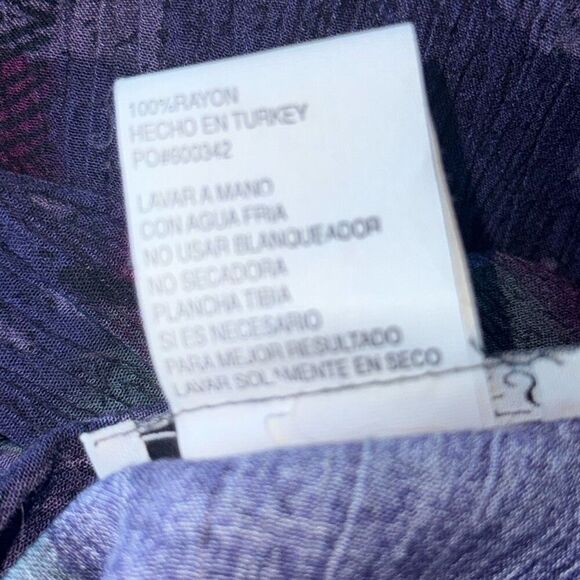 100%RAYON
HECHO EN TURKEY
PO#600342
LAVAR A MANO
CON AGUA FRIA
NO USAR BLANQUEADOR
NO SECADORA
PLANCHA TIBIA
SI ES NECESARIO
PARA MEJOR RESULTADO
LAVAR SOLAMENTE EN SECO